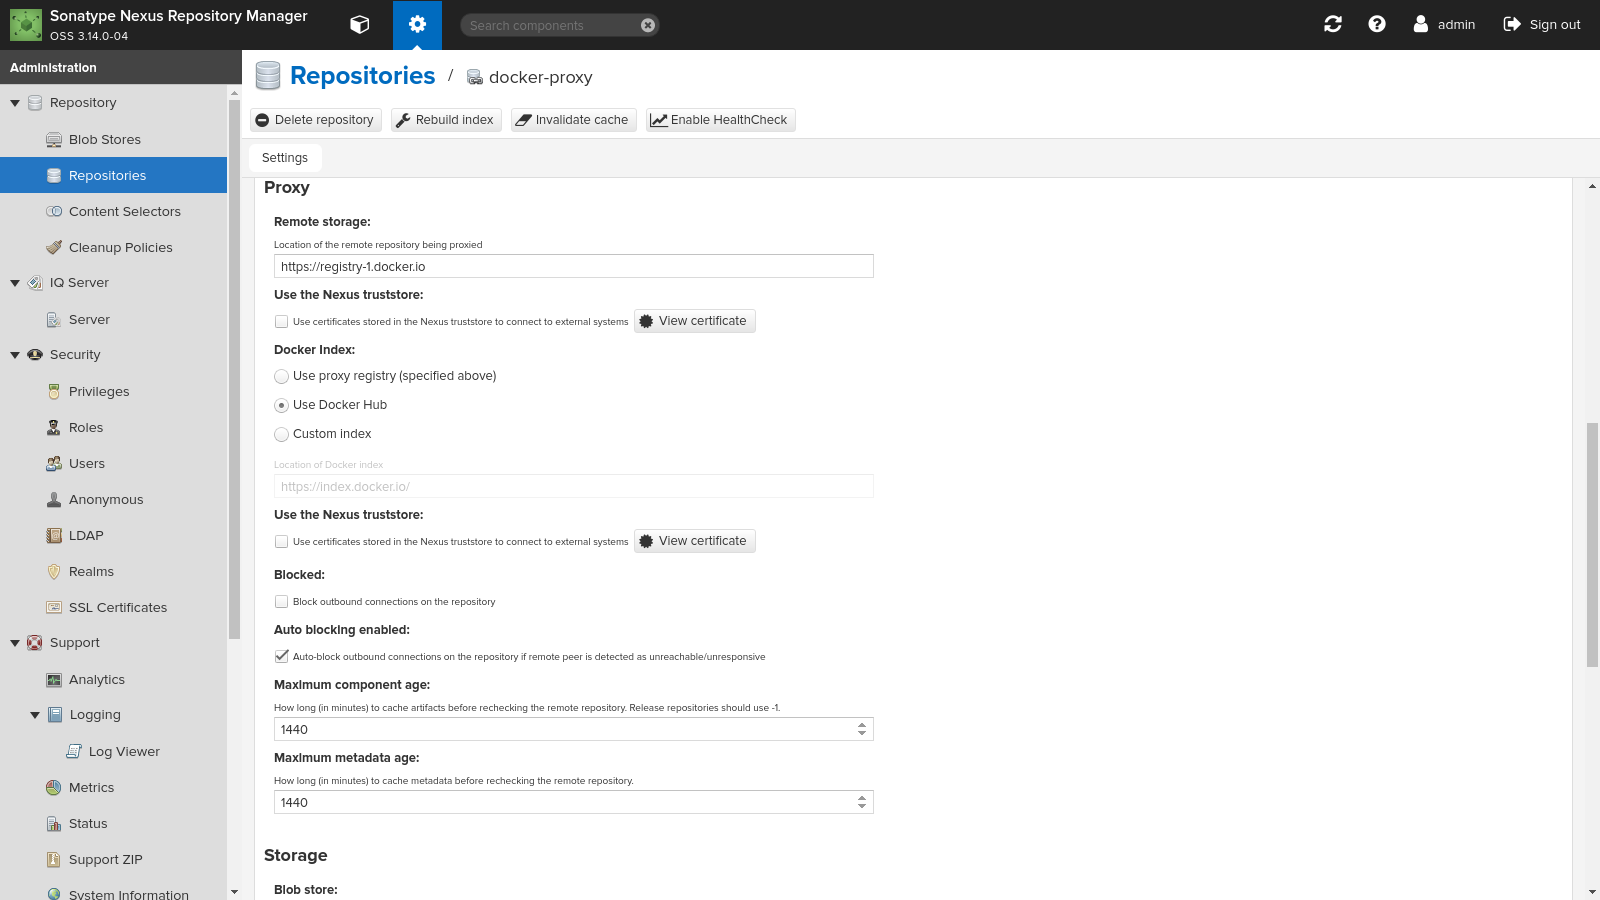 Sonatype Nexus Repository Manager
OSS 3.14.0-04
Search components
admin
Sign out
Administration
Repository
Blob Stores
Repositories
Content Selectors
Cleanup Policies
IQ Server
Server
Security
Privileges
Roles
Users
Anonymous
LDAP
Realms
SSL Certificates
Support
Analytics
Logging
Log Viewer
Metrics
Status
Support ZIP
System Information
Repositories / docker-proxy
Delete repository
Rebuild index
Invalidate cache
Enable HealthCheck
Settings
Proxy
Remote storage:
Location of the remote repository being proxied
https://registry-1.docker.io
Use the Nexus truststore:
Use certificates stored in the Nexus truststore to connect to external systems
View certificate
Docker Index:
Use proxy registry (specified above)
Use Docker Hub
Custom index
Location of Docker index
https://index.docker.io/
Use the Nexus truststore:
Use certificates stored in the Nexus truststore to connect to external systems
View certificate
Blocked:
Block outbound connections on the repository
Auto blocking enabled:
Auto-block outbound connections on the repository if remote peer is detected as unreachable/unresponsive
Maximum component age:
How long (in minutes) to cache artifacts before rechecking the remote repository. Release repositories should use -1.
1440
Maximum metadata age:
How long (in minutes) to cache metadata before rechecking the remote repository.
1440
Storage
Blob store: